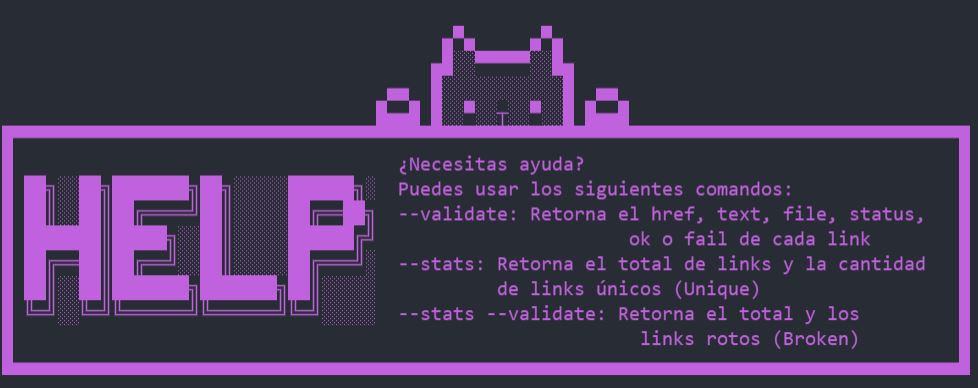 HELP
¿Necesitas ayuda?
Puedes usar los siguientes comandos:
--validate: Retorna el href, text, file, status,
ok o fail de cada link
--stats: Retorna el total de links y la cantidad
de links únicos (Unique)
--stats --validate: Retorna el total y los
links rotos (Broken)